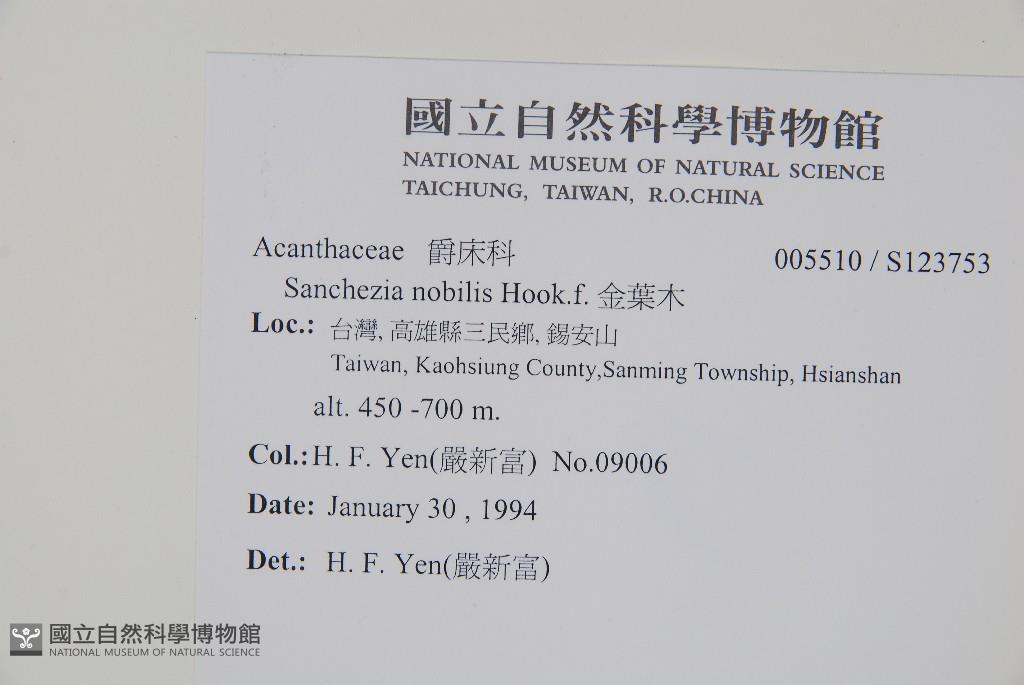 國立自然科學博物館
NATIONAL MUSEUM OF NATURAL SCIENCE
TAICHUNG, TAIWAN, R.O.CHINA
Acanthaceae 爵床科 005510 / S123753
Sanchezia nobilis Hook.f. 金葉木
Loc.: 台灣, 高雄縣三民鄉, 錫安山
Taiwan, Kaohsiung County,Sanming Township, Hsianshan
alt. 450 -700 m.
Col.:H. F. Yen(嚴新富) No.09006
Date: January 30 , 1994
Det.: H. F. Yen(嚴新富)
國立自然科學博物館
NATIONAL MUSEUM OF NATURAL SCIENCE